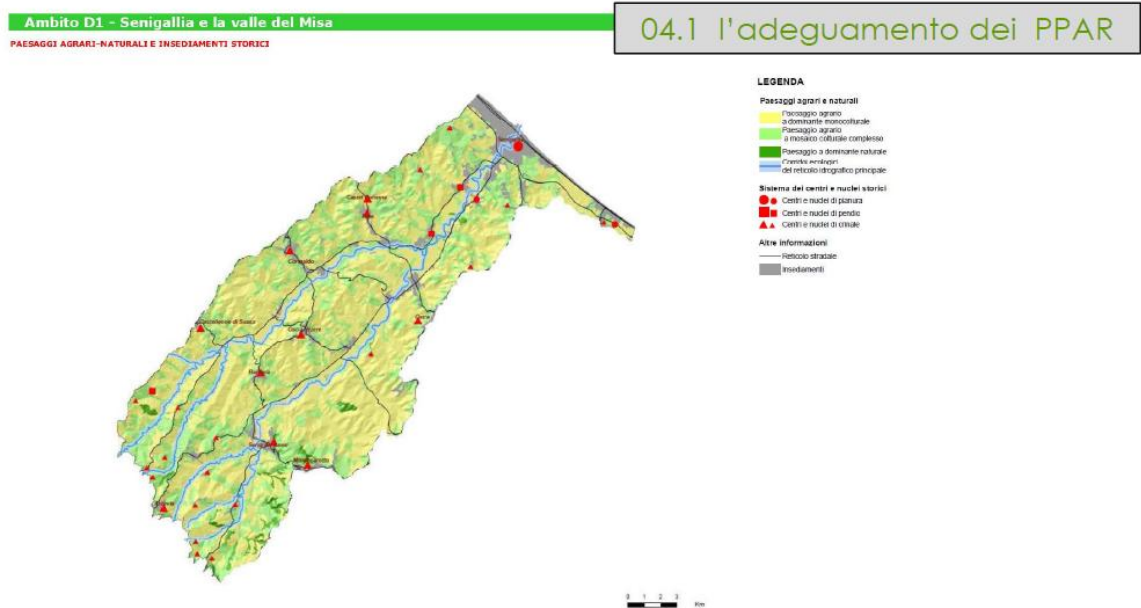 Ambito D1 - Senigallia e la valle del Misa
04.1 l'adeguamento dei PPAR
PAESAGGI AGRARI-NATURALI E INSEDIAMENTI STORICI
LEGENDA
Paesaggi agrari e naturali
Paesaggio agrario
a dominante monocolturale
Paesaggio agrario
a mosaico colturale complesso
Paesaggio a dominante naturale
Corridoi ecologici
del reticolo idrografico principale
Sistema dei centri e nuclei storici
Centri e nuclei di pianura
Centri e nuclei di pendio
Centri e nuclei di crinale
Altre informazioni
Reticolo stradale
Insediamenti
Corinaldo
Ostra
0 1 2 3 Km